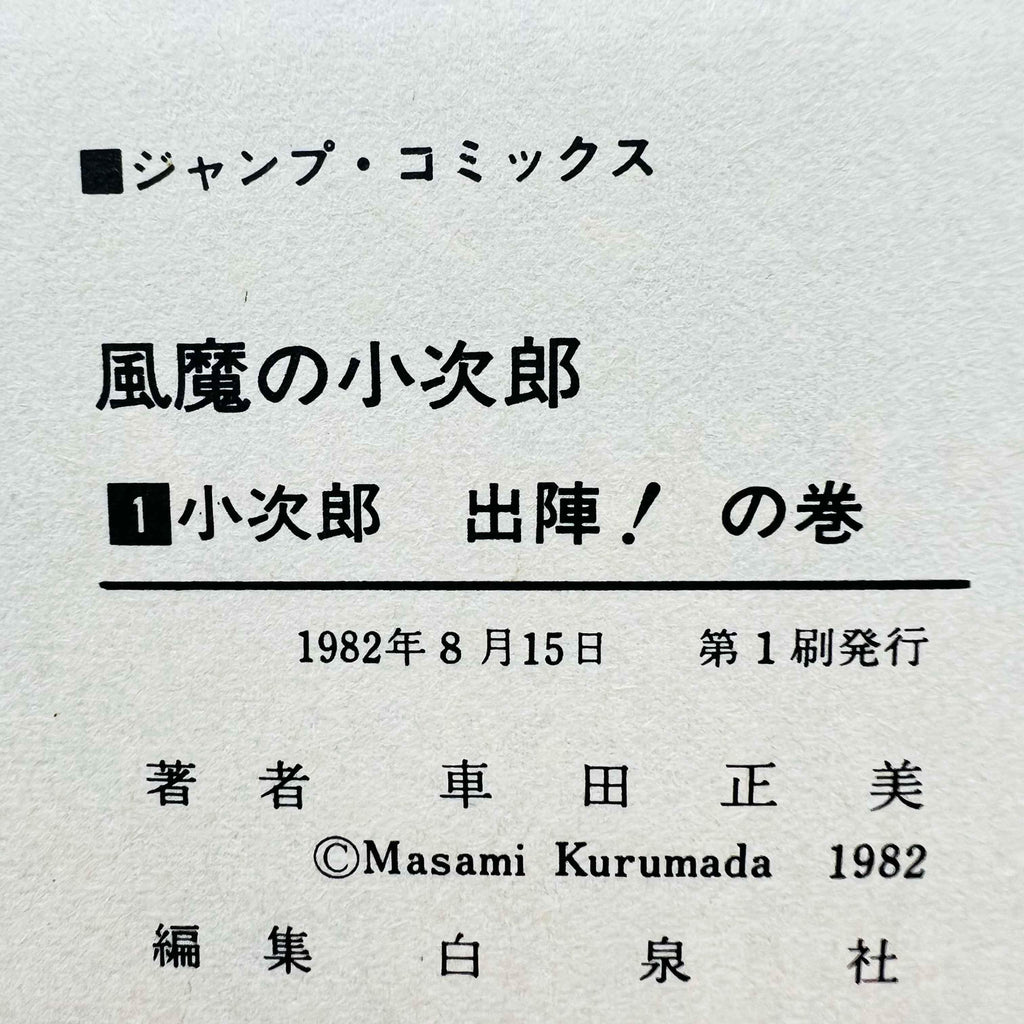 ■ジャンプ・コミックス
風魔の小次郎
1小次郎　出陣！の巻
1982年8月15日　第1刷発行
著者　車田正美
©Masami Kurumada 1982
編集　白泉社